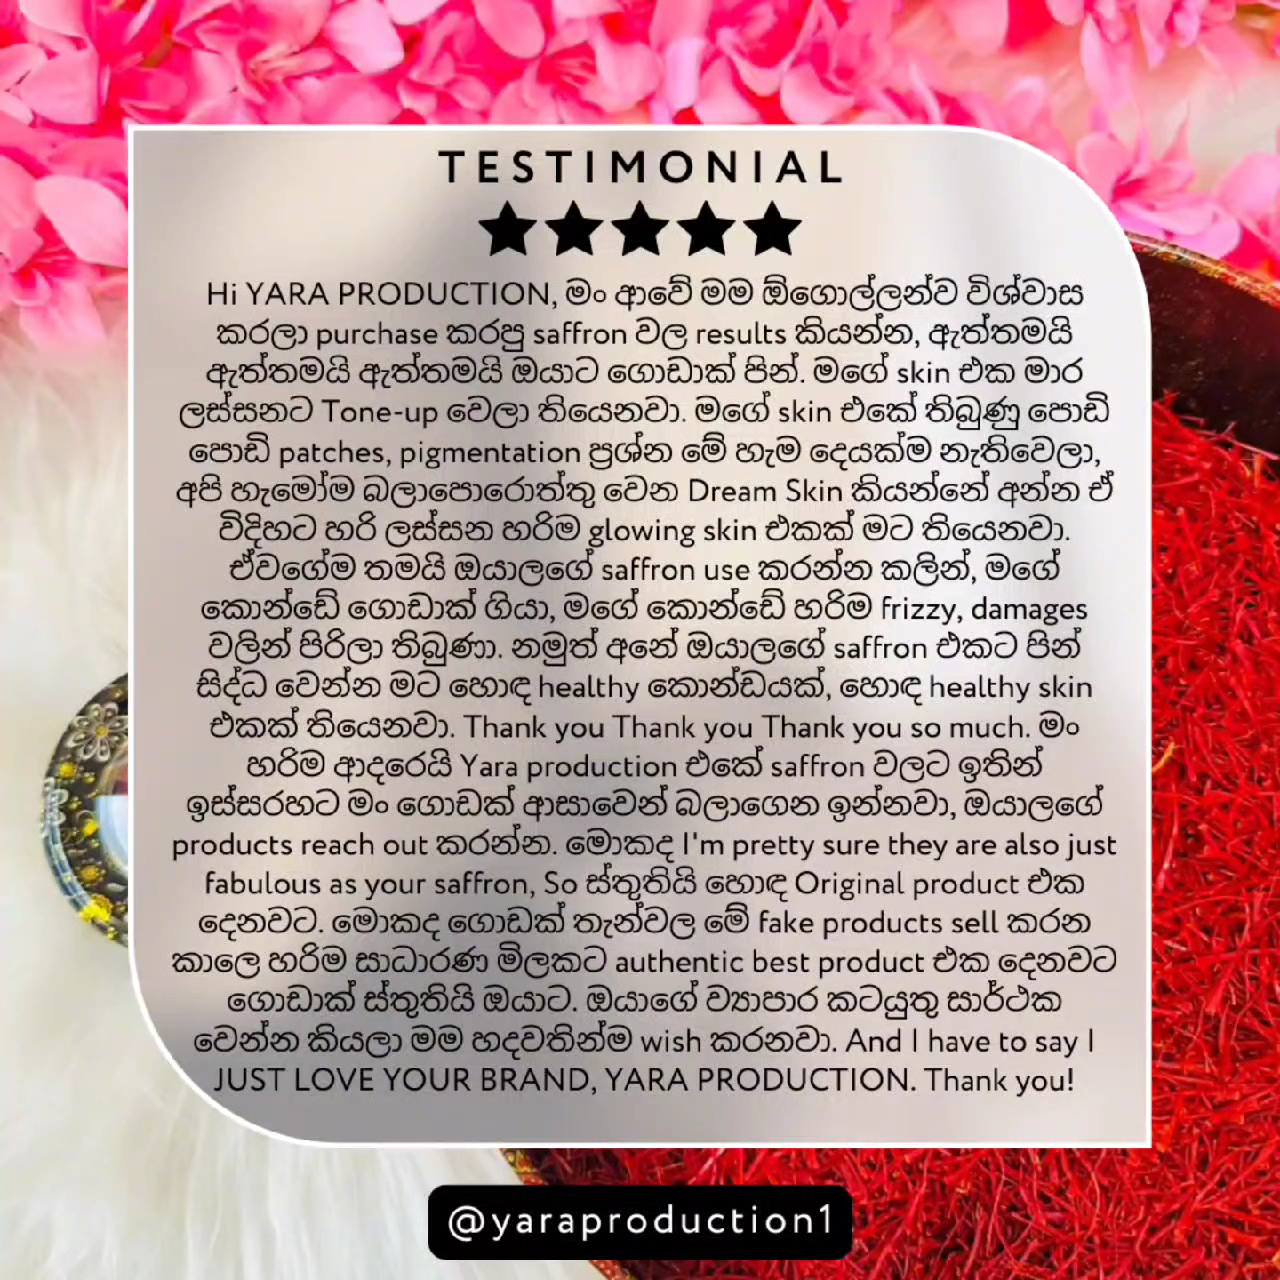 TESTIMONIAL
Hi YARA PRODUCTION, මං ආවේ මම ඕගොල්ලන්ව විශ්වාස
කරලා purchase කරපු saffron වල results කියන්න, ඇත්තමයි
ඇත්තමයි ඇත්තමයි ඔයාට ගොඩාක් පින්. මගේ skin එක මාර
ලස්සනට Tone-up වෙලා තියෙනවා. මගේ skin එකේ තිබුණු පොඩි
පොඩි patches, pigmentation ප්‍රශ්න මේ හැම දෙයක්ම නැතිවෙලා,
අපි හැමෝම බලාපොරොත්තු වෙන Dream Skin කියන්නේ අන්න ඒ
විදිහට හරි ලස්සන හරිම glowing skin එකක් මට තියෙනවා.
ඒවගේම තමයි ඔයාලගේ saffron use කරන්න කලින්, මගේ
කොන්ඩේ ගොඩාක් ගියා, මගේ කොන්ඩේ හරිම frizzy, damages
වලින් පිරිලා තිබුණා. නමුත් අනේ ඔයාලගේ saffron එකට පින්
සිද්ධ වෙන්න මට හොඳ healthy කොන්ඩයක්, හොඳ healthy skin
එකක් තියෙනවා. Thank you Thank you Thank you so much. මං
හරිම ආදරෙයි Yara production එකේ saffron වලට ඉතින්
ඉස්සරහට මං ගොඩක් ආසාවෙන් බලාගෙන ඉන්නවා, ඔයාලගේ
products reach out කරන්න. මොකද I'm pretty sure they are also just
fabulous as your saffron, So ස්තුතියි හොඳ Original product එක
දෙනවට. මොකද ගොඩක් තැන්වල මේ fake products sell කරන
කාලෙ හරිම සාධාරණ මිලකට authentic best product එක දෙනවට
ගොඩාක් ස්තුතියි ඔයාට. ඔයාගේ ව්‍යාපාර කටයුතු සාර්ථක
වෙන්න කියලා මම හදවතින්ම wish කරනවා. And I have to say I
JUST LOVE YOUR BRAND, YARA PRODUCTION. Thank you!
@yaraproduction1